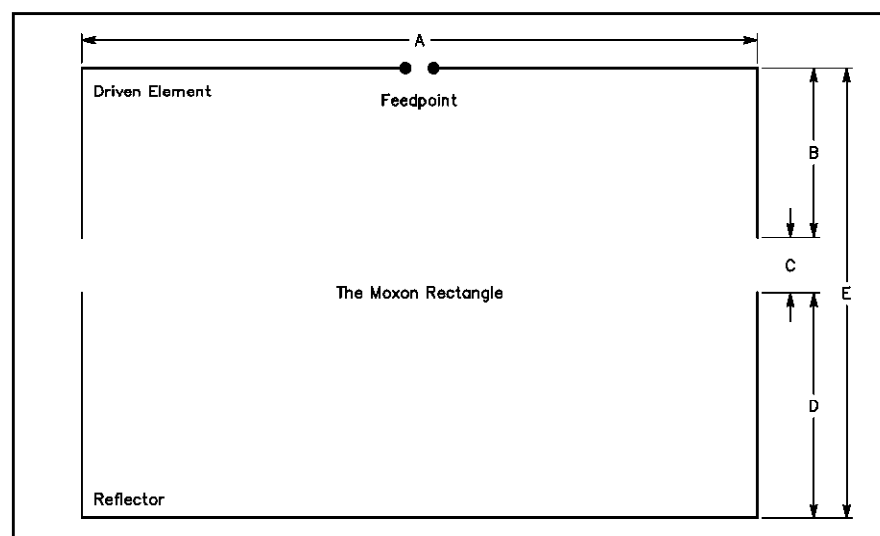 A
Driven Element
Feedpoint
B
C
The Moxon Rectangle
E
D
Reflector